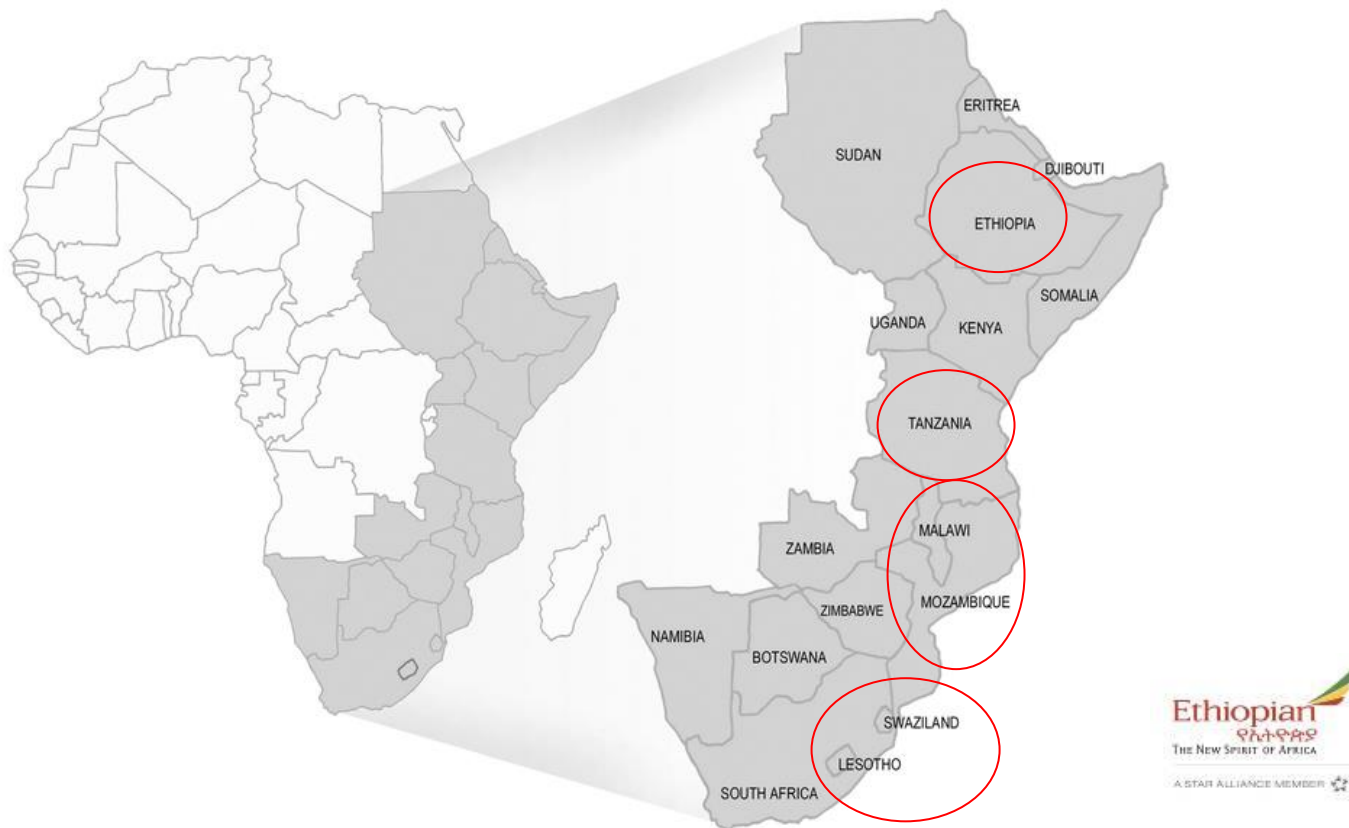 ERITREA
SUDAN
DJIBOUTI
ETHIOPIA
SOMALIA
UGANDA
KENYA
TANZANIA
MALAWI
ZAMBIA
MOZAMBIQUE
ZIMBABWE
NAMIBIA
BOTSWANA
SWAZILAND
LESOTHO
SOUTH AFRICA
Ethiopian
የኢትዮጵያ
THE NEW SPIRIT OF AFRICA
A STAR ALLIANCE MEMBER